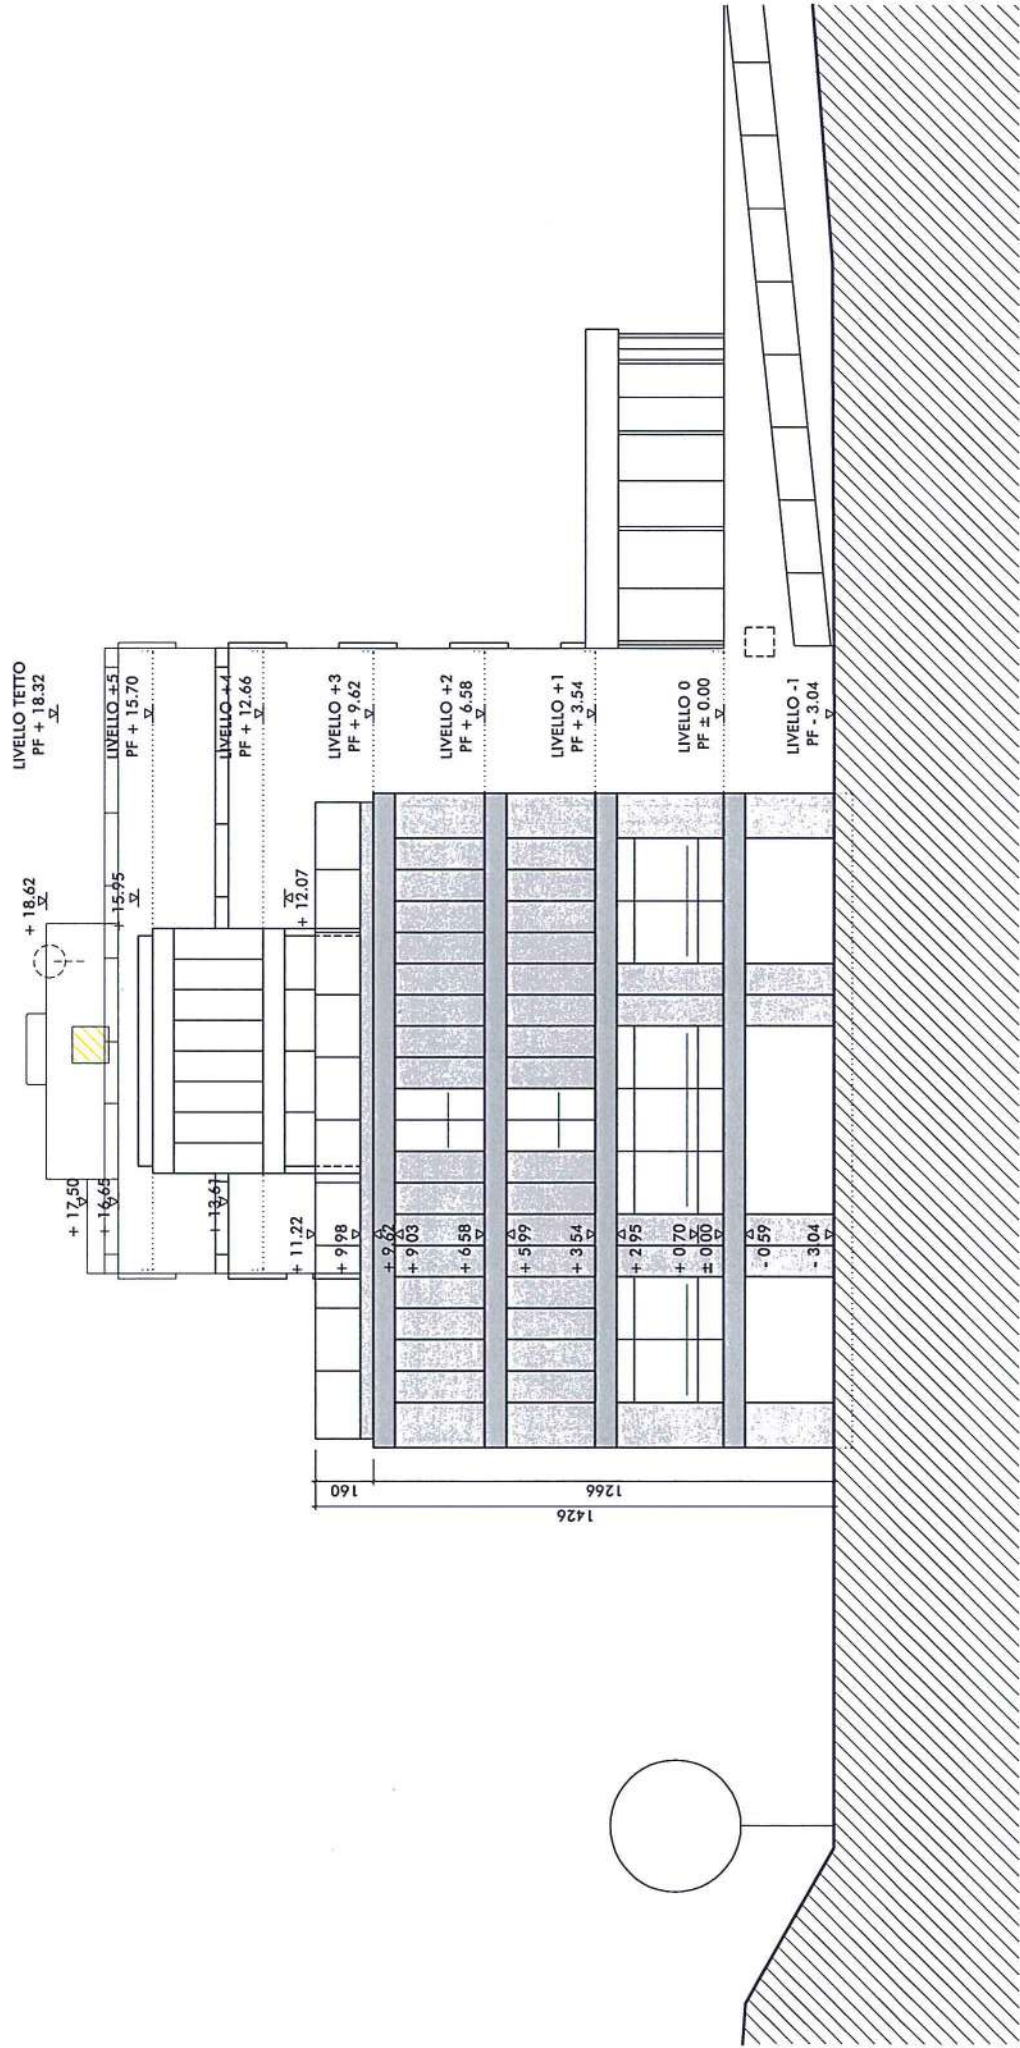 LIVELLO TETTO
PF + 18.32
LIVELLO +5
PF + 15.70
LIVELLO +4
PF + 12.66
LIVELLO +3
PF + 9.62
LIVELLO +2
PF + 6.58
LIVELLO +1
PF + 3.54
LIVELLO 0
PF ± 0.00
LIVELLO -1
PF - 3.04
+ 18.62
+ 15.95
+ 12.07
+ 17.50
+ 16.65
+ 13.61
+ 11.22
+ 9.98
+ 9.62
+ 9.03
+ 6.58
+ 5.99
+ 3.54
+ 2.95
+ 0.70
± 0.00
- 0.59
- 3.04
160
1266
1426